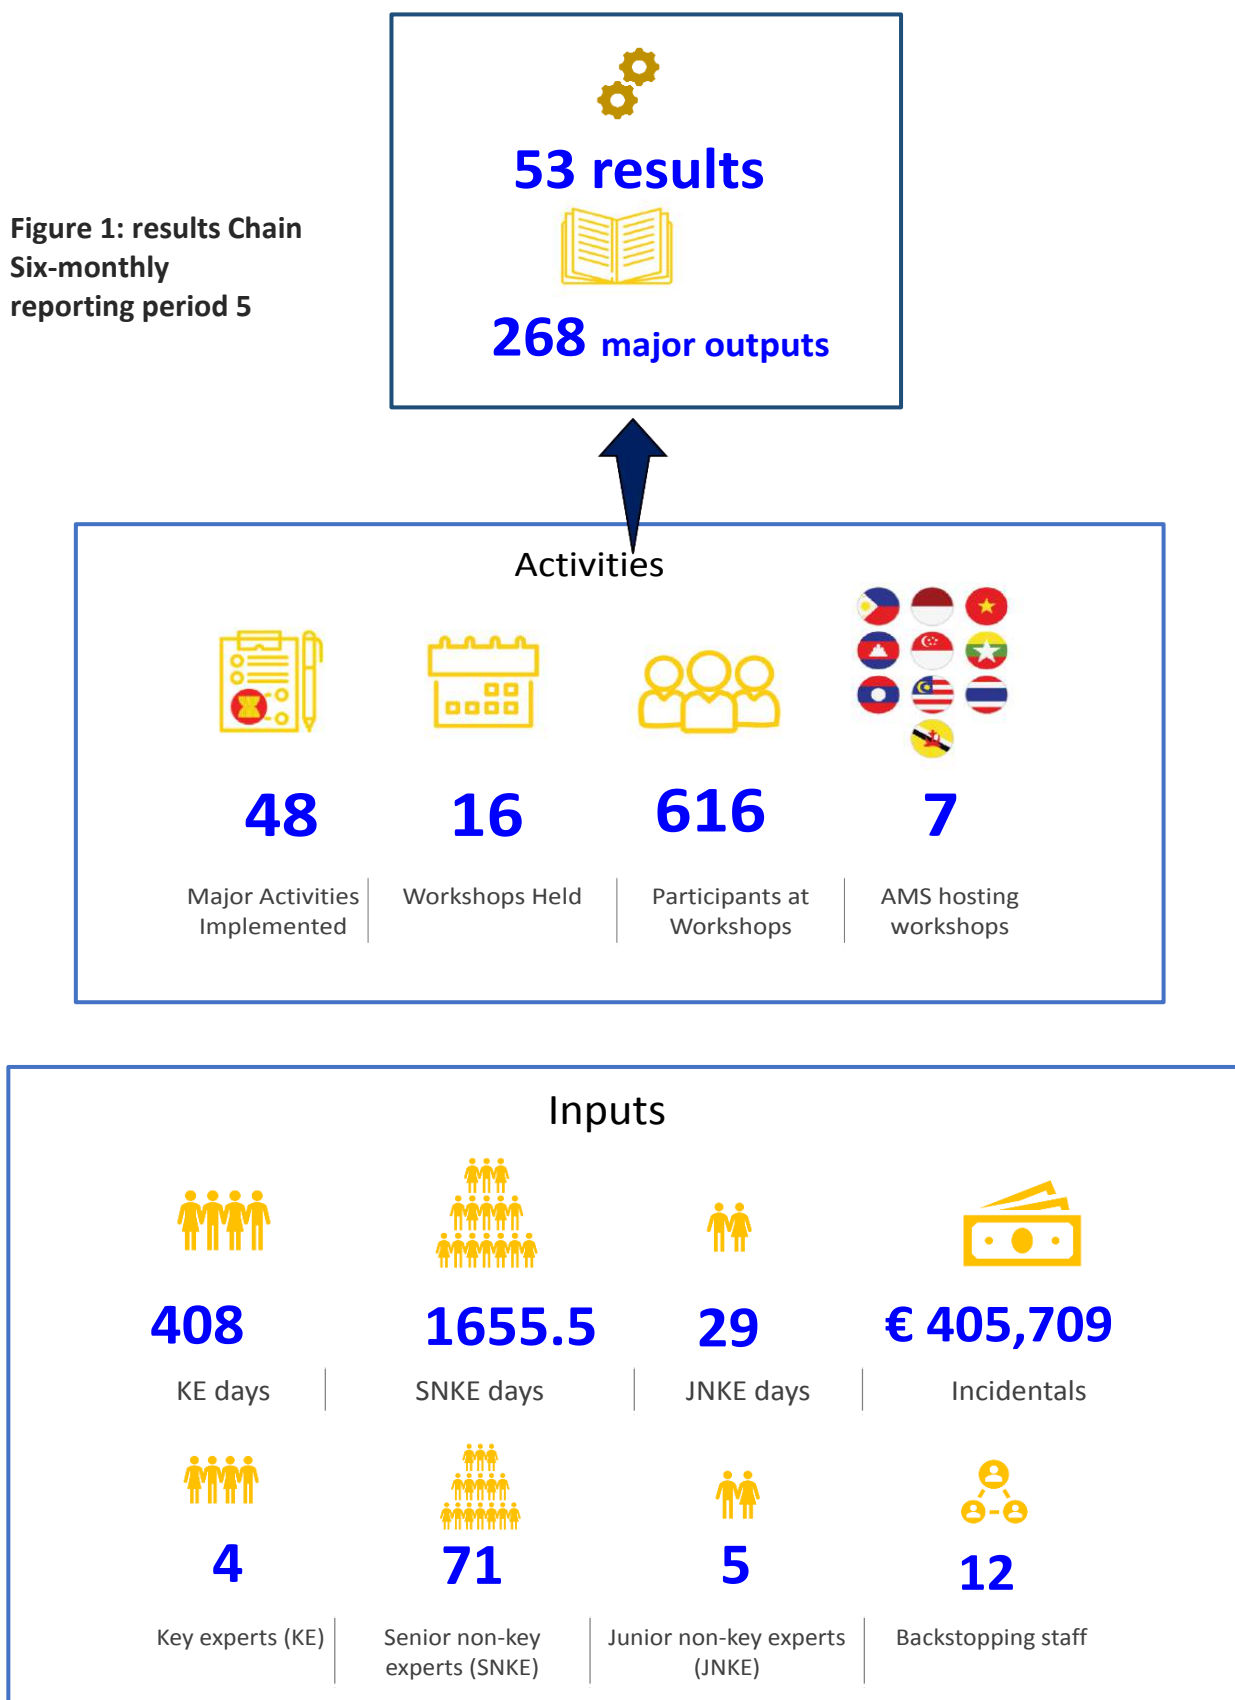 53 results
Figure 1: results Chain
Six-monthly
reporting period 5
268 major outputs
Activities
48
16
616
7
Major Activities
Implemented
Workshops Held
Participants at
Workshops
AMS hosting
workshops
Inputs
408
1655.5
29
€ 405,709
KE days
SNKE days
JNKE days
Incidentals
4
71
5
12
Key experts (KE)
Senior non-key
experts (SNKE)
Junior non-key experts
(JNKE)
Backstopping staff